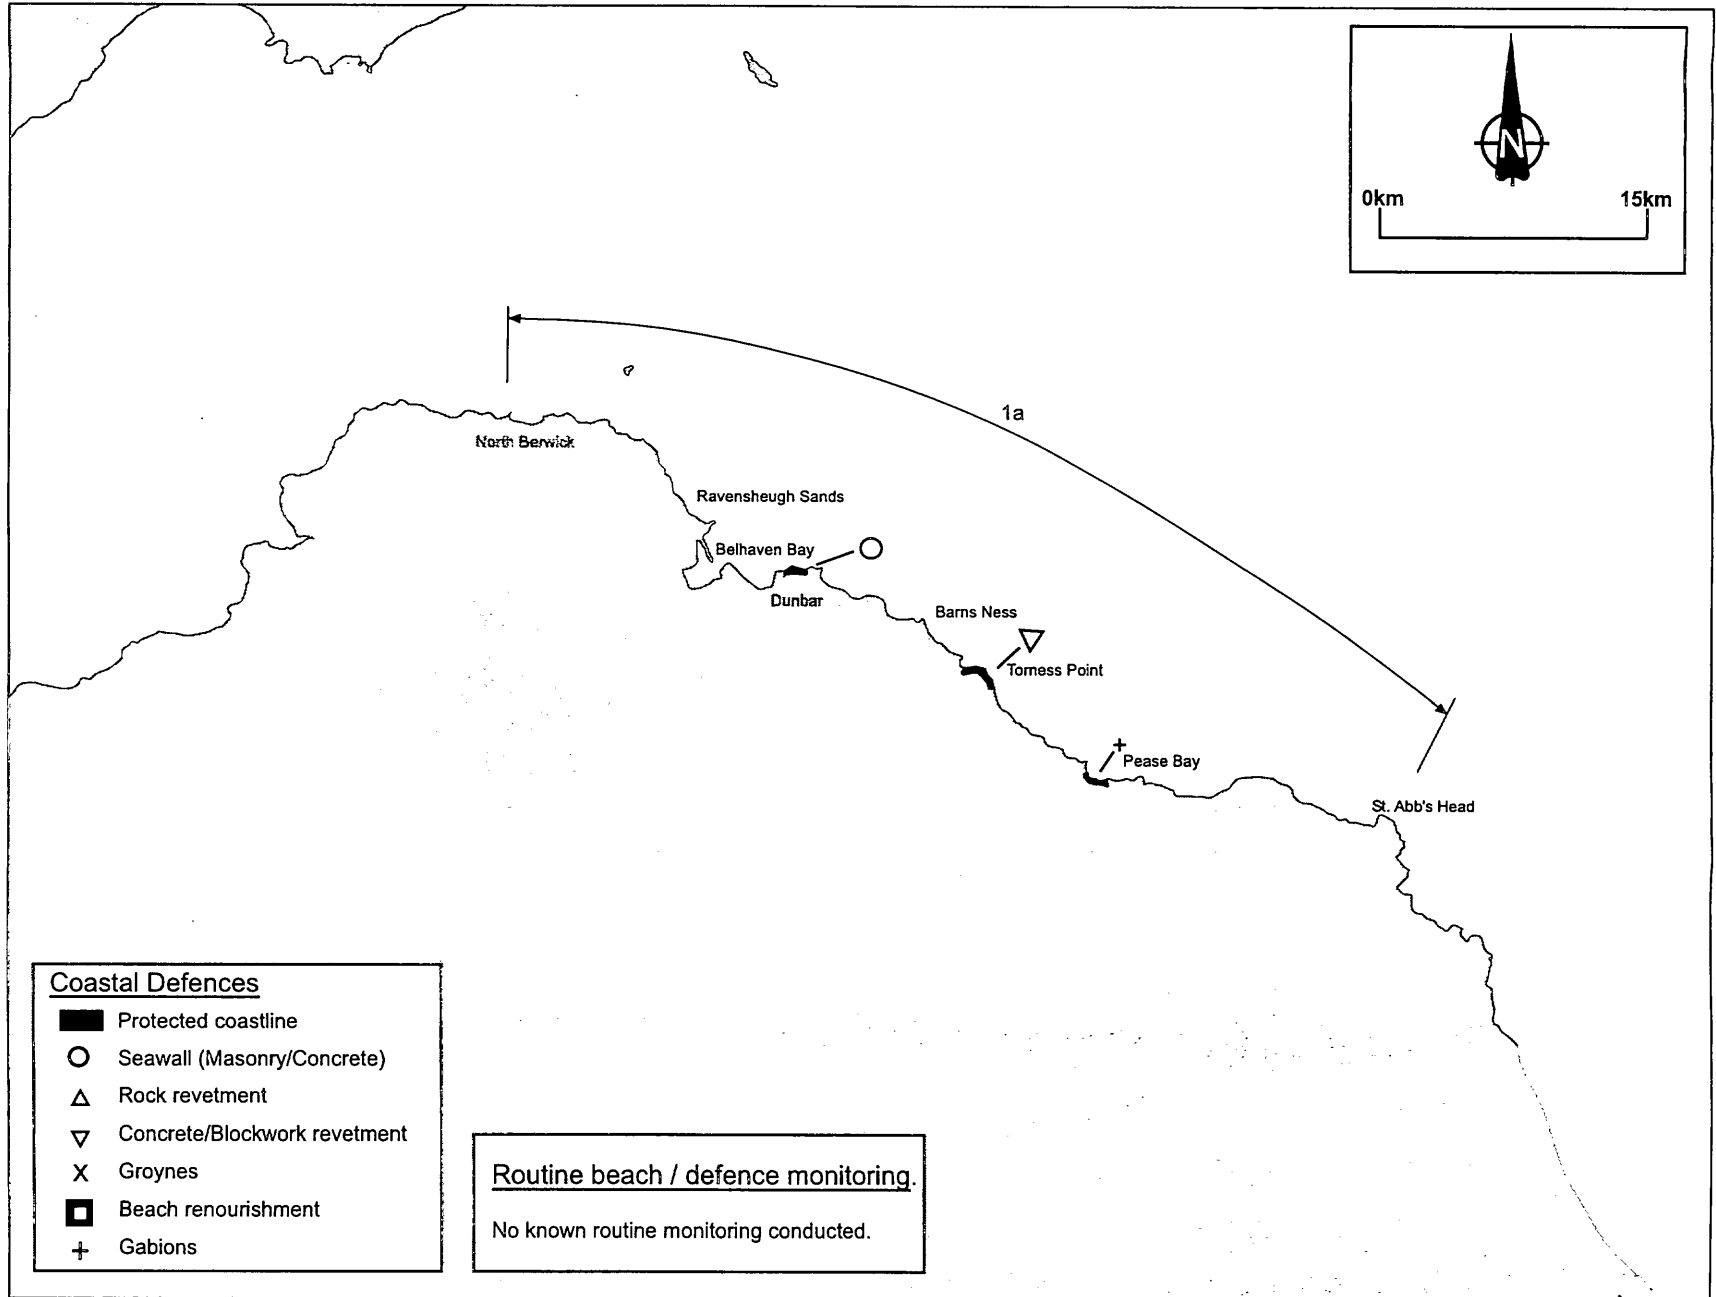 N
0km 15km
1a
North Berwick
Ravensheugh Sands
Belhaven Bay
Dunbar
Barns Ness
Torness Point
Pease Bay
St. Abb's Head
Coastal Defences
Protected coastline
Seawall (Masonry/Concrete)
Rock revetment
Concrete/Blockwork revetment
Groynes
Beach renourishment
Gabions
Routine beach / defence monitoring.
No known routine monitoring conducted.